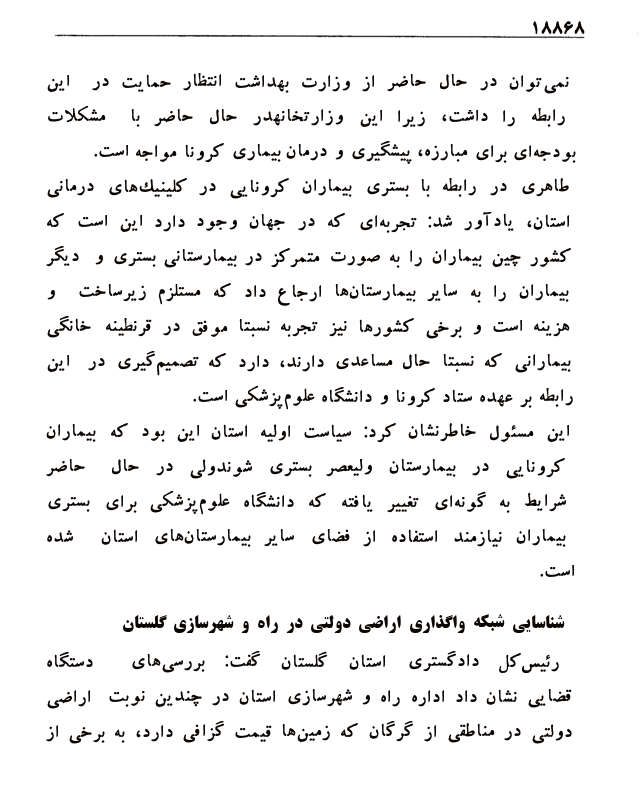 ۱۸۸۶۸
نمی‌توان در حال حاضر از وزارت بهداشت انتظار حمایت در این
رابطه را داشت، زیرا این وزارتخانهدر حال حاضر با مشکلات
بودجه‌ای برای مبارزه، پیشگیری و درمان بیماری کرونا مواجه است.
طاهری در رابطه با بستری بیماران کرونایی در کلینیك‌های درمانی
استان، یادآور شد: تجربه‌ای که در جهان وجود دارد این است که
کشور چین بیماران را به صورت متمرکز در بیمارستانی بستری و دیگر
بیماران را به سایر بیمارستان‌ها ارجاع داد که مستلزم زیرساخت و
هزینه است و برخی کشورها نیز تجربه نسبتا موفق در قرنطینه خانگی
بیمارانی که نسبتا حال مساعدی دارند، دارد که تصمیم‌گیری در این
رابطه بر عهده ستاد کرونا و دانشگاه علوم‌پزشکی است.
این مسئول خاطرنشان کرد: سیاست اولیه استان این بود که بیماران
کرونایی در بیمارستان ولیعصر بستری شوندولی در حال حاضر
شرایط به گونه‌ای تغییر یافته که دانشگاه علوم‌پزشکی برای بستری
بیماران نیازمند استفاده از فضای سایر بیمارستان‌های استان شده
است.
شناسایی شبکه واگذاری اراضی دولتی در راه و شهرسازی گلستان
رئیس‌کل دادگستری استان گلستان گفت: بررسی‌های دستگاه
قضایی نشان داد اداره راه و شهرسازی استان در چندین نوبت اراضی
دولتی در مناطقی از گرگان که زمین‌ها قیمت گزافی دارد، به برخی از